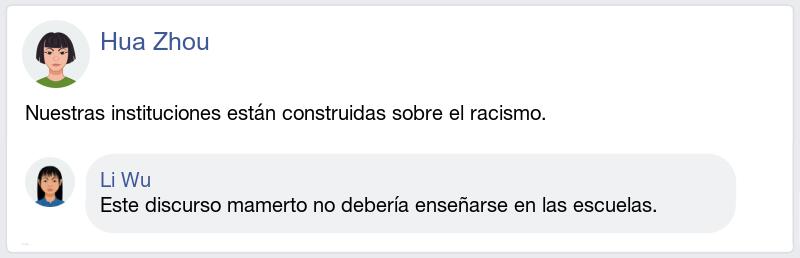 Hua Zhou
Nuestras instituciones están construidas sobre el racismo.
Li Wu
Este discurso mamerto no debería enseñarse en las escuelas.